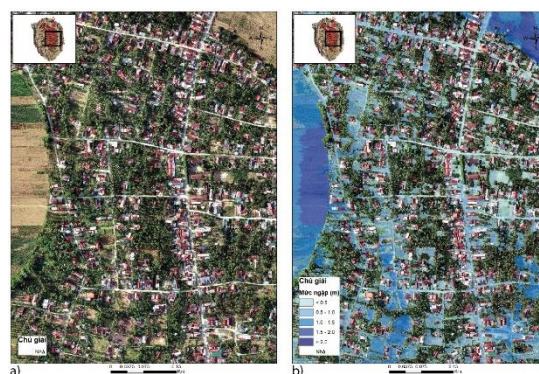 Chú giải
Nhà
a)
Chú giải
Mức ngập (m)
< 0.5
0.5 - 1.0
1.0 - 1.5
1.5 - 2.0
> 2.0
Nhà
b)